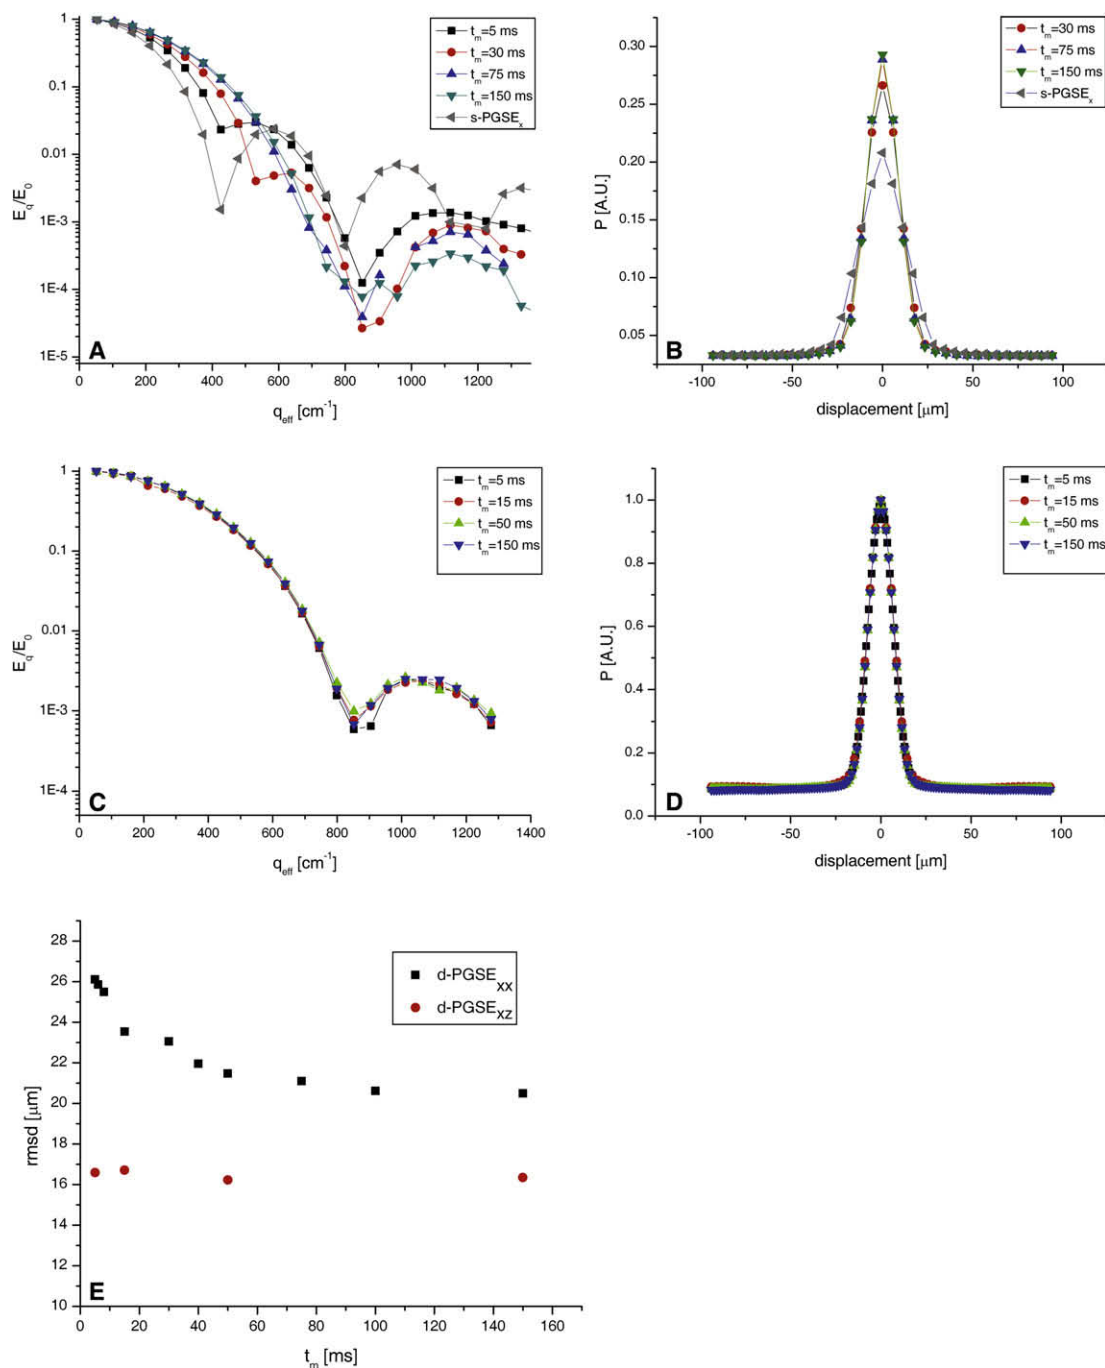 1
0.1
0.01
1E-3
1E-4
1E-5
E_q/E_0
0 200 400 600 800 1000 1200
q_eff [cm⁻¹]
t_m=5 ms
t_m=30 ms
t_m=75 ms
t_m=150 ms
s-PGSE_x
A
0.30
0.25
0.20
0.15
0.10
0.05
P [A.U.]
-100 -50 0 50 100
displacement [μm]
t_m=30 ms
t_m=75 ms
t_m=150 ms
s-PGSE_x
B
1
0.1
0.01
1E-3
1E-4
E_q/E_0
0 200 400 600 800 1000 1200 1400
q_eff [cm⁻¹]
t_m=5 ms
t_m=15 ms
t_m=50 ms
t_m=150 ms
C
1.0
0.8
0.6
0.4
0.2
0.0
P [A.U.]
-100 -50 0 50 100
displacement [μm]
t_m=5 ms
t_m=15 ms
t_m=50 ms
t_m=150 ms
D
28
26
24
22
20
18
16
14
12
10
rmsd [μm]
0 20 40 60 80 100 120 140 160
t_m [ms]
d-PGSE_xx
d-PGSE_xz
E